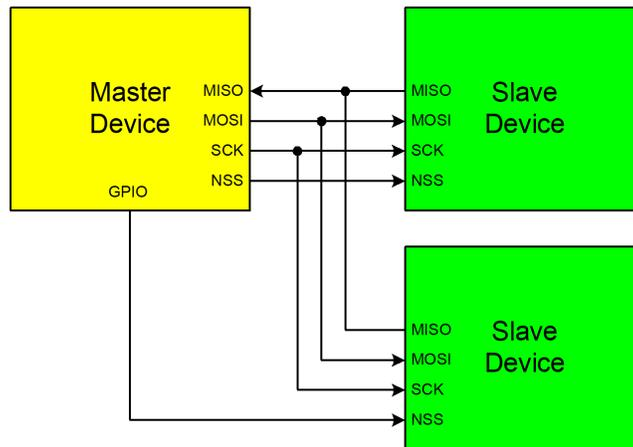 Master
Device
MISO
MOSI
SCK
NSS
GPIO
MISO
MOSI
SCK
NSS
Slave
Device
MISO
MOSI
SCK
NSS
Slave
Device